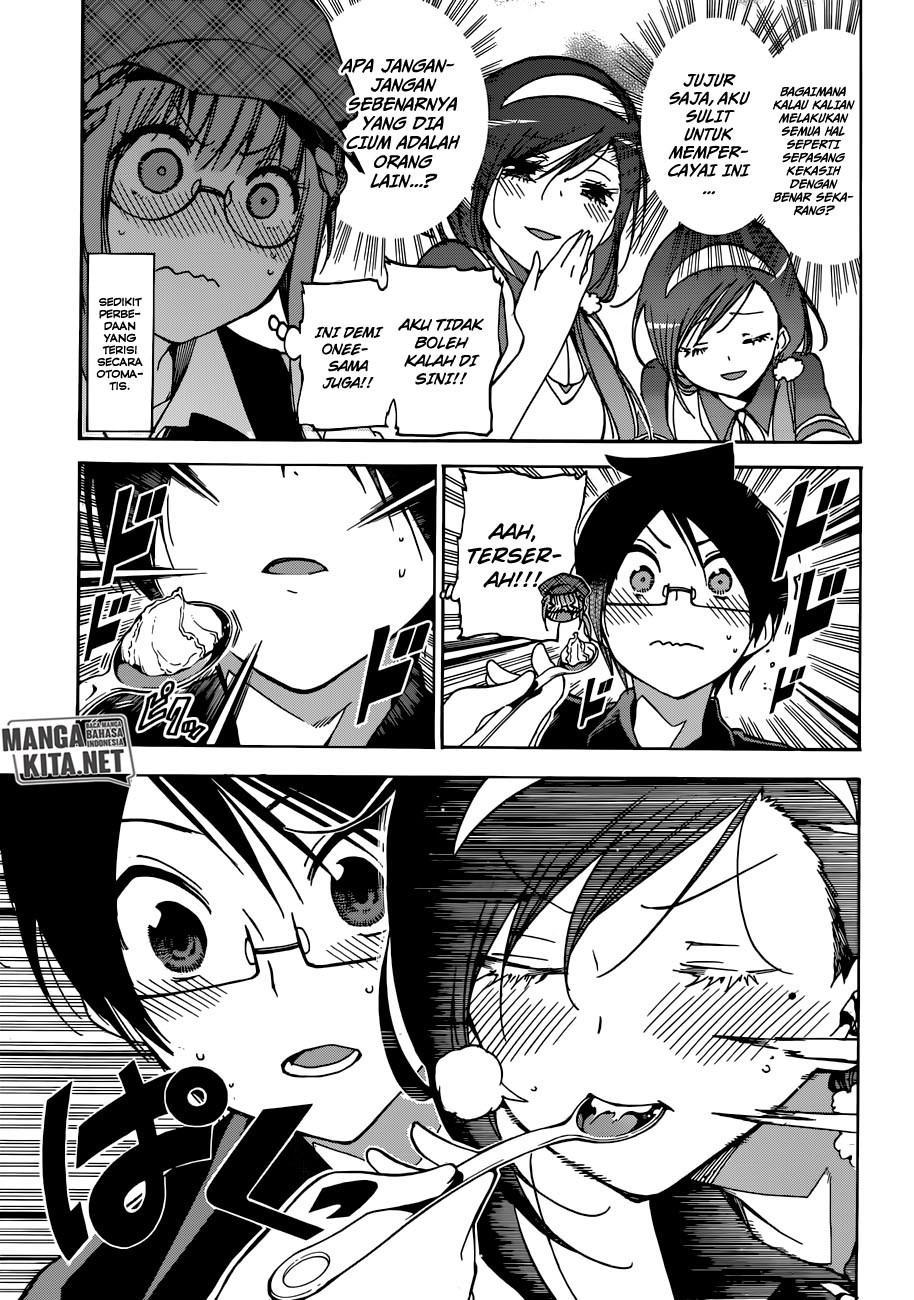 BAGAIMANA
KALAU KALIAN
MELAKUKAN
SEMUA HAL
SEPERTI
SEPASANG
KEKASIH
DENGAN
BENAR SEKA-
RANG?
JUJUR
SAJA, AKU
SULIT
UNTUK
MEMPER-
CAYAI INI
...
APA JANGAN-
JANGAN
SEBENARNYA
YANG DIA
CIUM ADALAH
ORANG
LAIN...?
AKU TIDAK
BOLEH
KALAH DI
SINI!!
INI DEMI
ONEE-
SAMA
JUGA!!
SEDIKIT
PERBE-
DAAN
YANG
TERISI
SECARA
OTOMA-
TIS.
AAH,
TERSER-
AH!!!
ドド
ドド
ドド
ピクッ
MANGA
KITA.NET
BACA MANGA
BAHASA
INDONESIA
ぱく